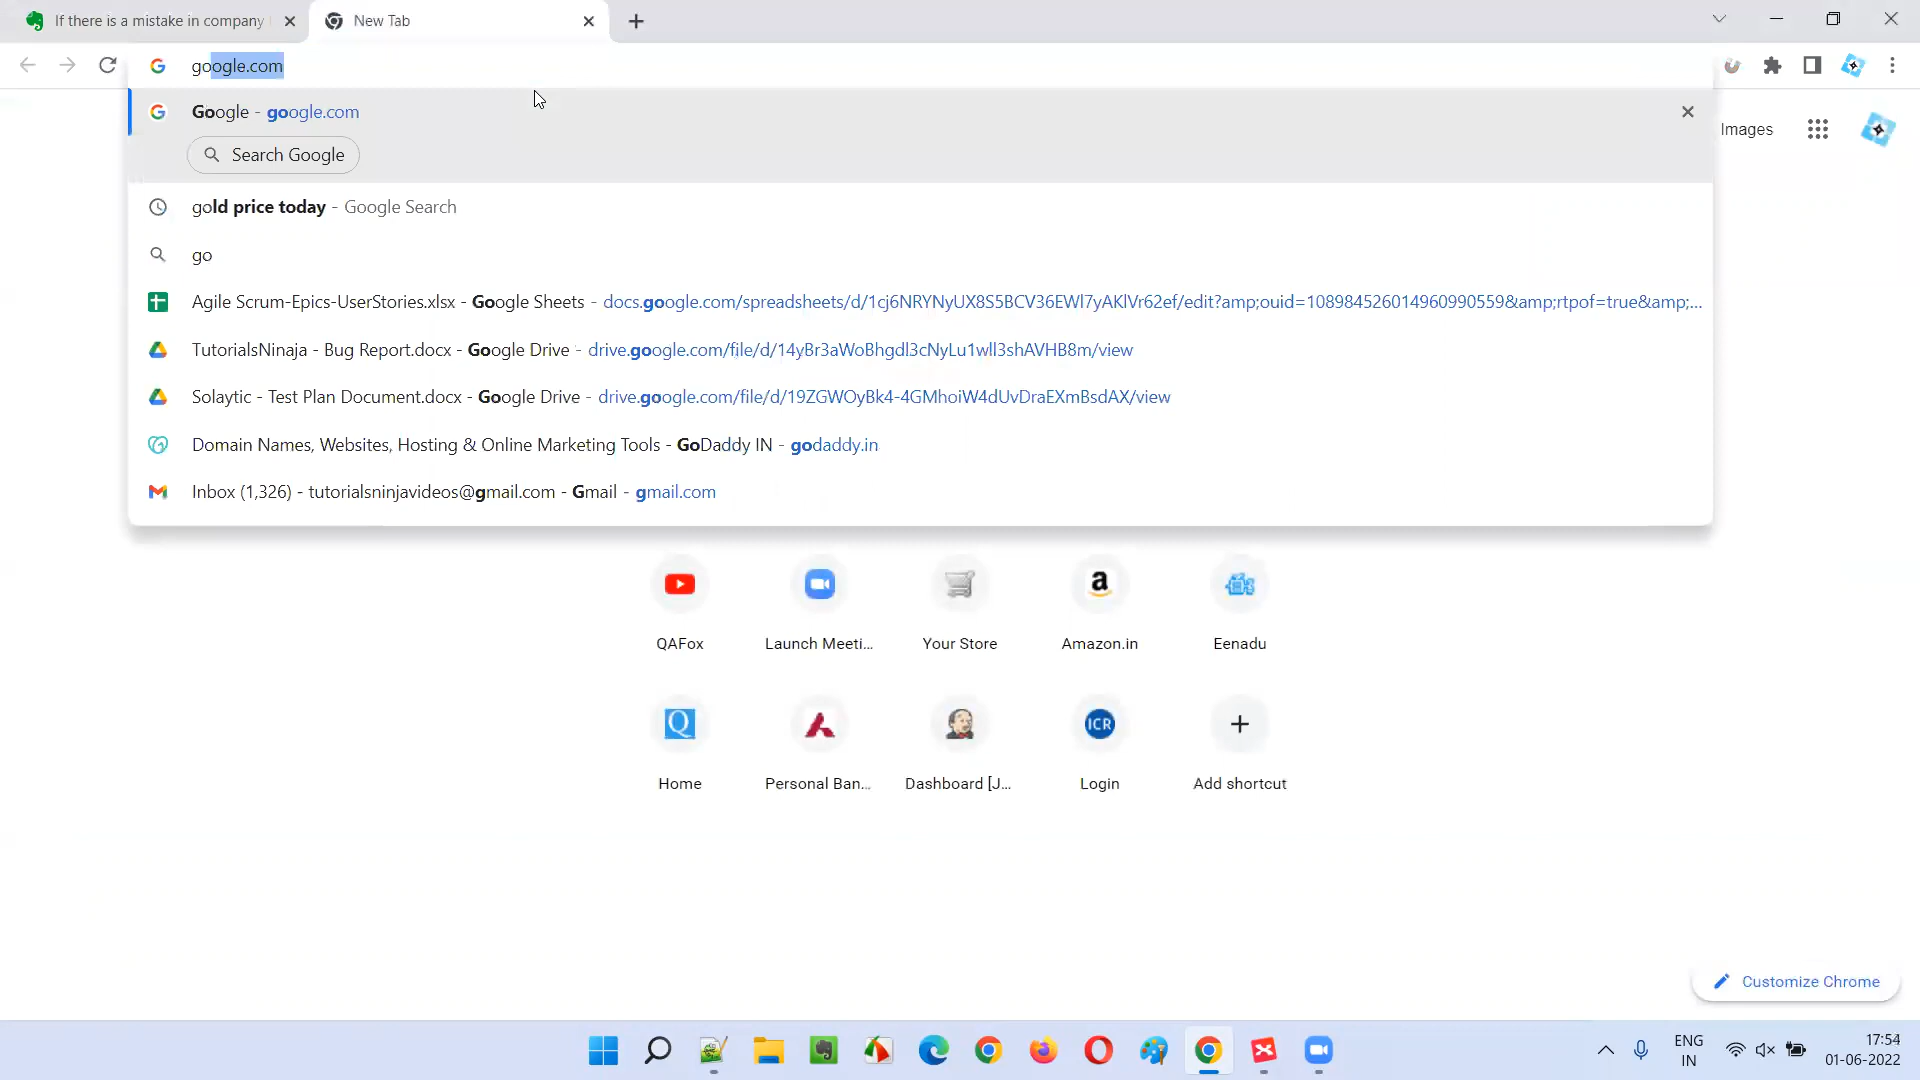 If there is a mistake in company
New Tab
google.com
Google - google.com
Search Google
gold price today - Google Search
go
Agile Scrum-Epics-UserStories.xlsx - Google Sheets - docs.google.com/spreadsheets/d/1cj6NRYNyUX8S5BCV36EWl7yAKlVr62ef/edit?amp;ouid=108984526014960990559&amp;rtpof=true&amp;...
TutorialsNinaja - Bug Report.docx - Google Drive - drive.google.com/file/d/14yBr3aWoBhgdl3cNyLu1wll3shAVHB8m/view
Solaytic - Test Plan Document.docx - Google Drive - drive.google.com/file/d/19ZGWOyBk4-4GMhoiW4dUvDraEXmBsdAX/view
Domain Names, Websites, Hosting & Online Marketing Tools - GoDaddy IN - godaddy.in
Inbox (1,326) - tutorialsninjavideos@gmail.com - Gmail - gmail.com
Images
QAFox
Launch Meeti...
Your Store
Amazon.in
Eenadu
Home
Personal Ban...
Dashboard [J...
Login
Add shortcut
ICR
Customize Chrome
ENG
IN
17:54
01-06-2022